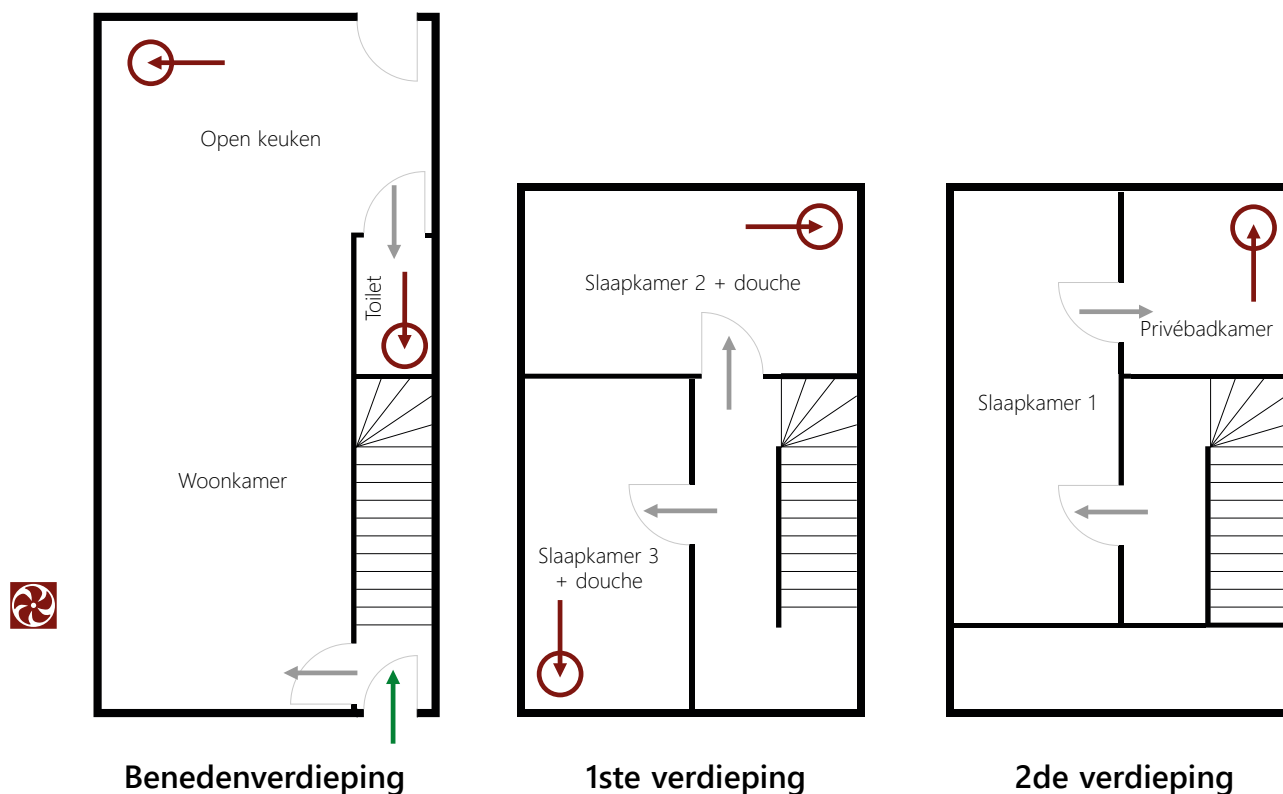 Open keuken
Toilet
Woonkamer
Benedenverdieping
Slaapkamer 2 + douche
Slaapkamer 3
+ douche
1ste verdieping
Privébadkamer
Slaapkamer 1
2de verdieping